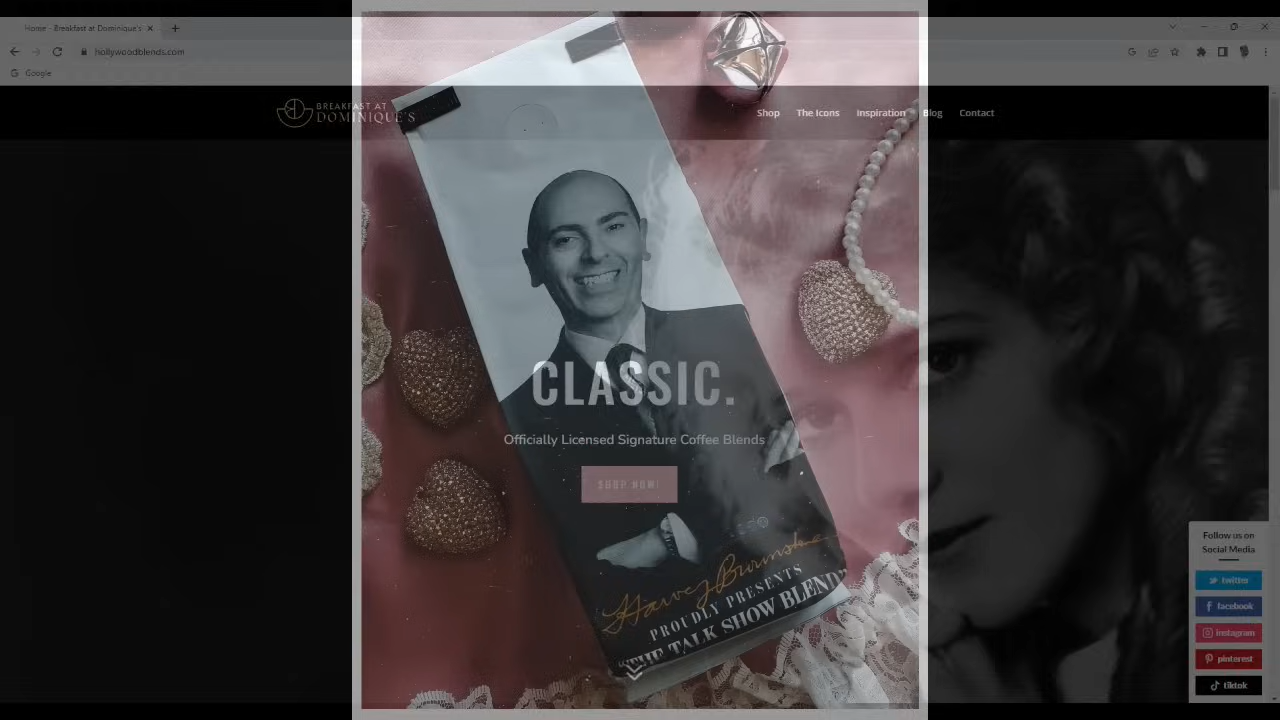 Home - Breakfast at Dominique's
hollywoodblends.com
Google
BREAKFAST AT
DOMINIQUE'S
Shop
The Icons
Inspiration
Blog
Contact
CLASSIC.
Officially Licensed Signature Coffee Blends
SHOP NOW!
Harvey Brownstone
PROUDLY PRESENTS
"THE TALK SHOW BLEND"
Follow us on
Social Media
twitter
facebook
instagram
pinterest
tiktok